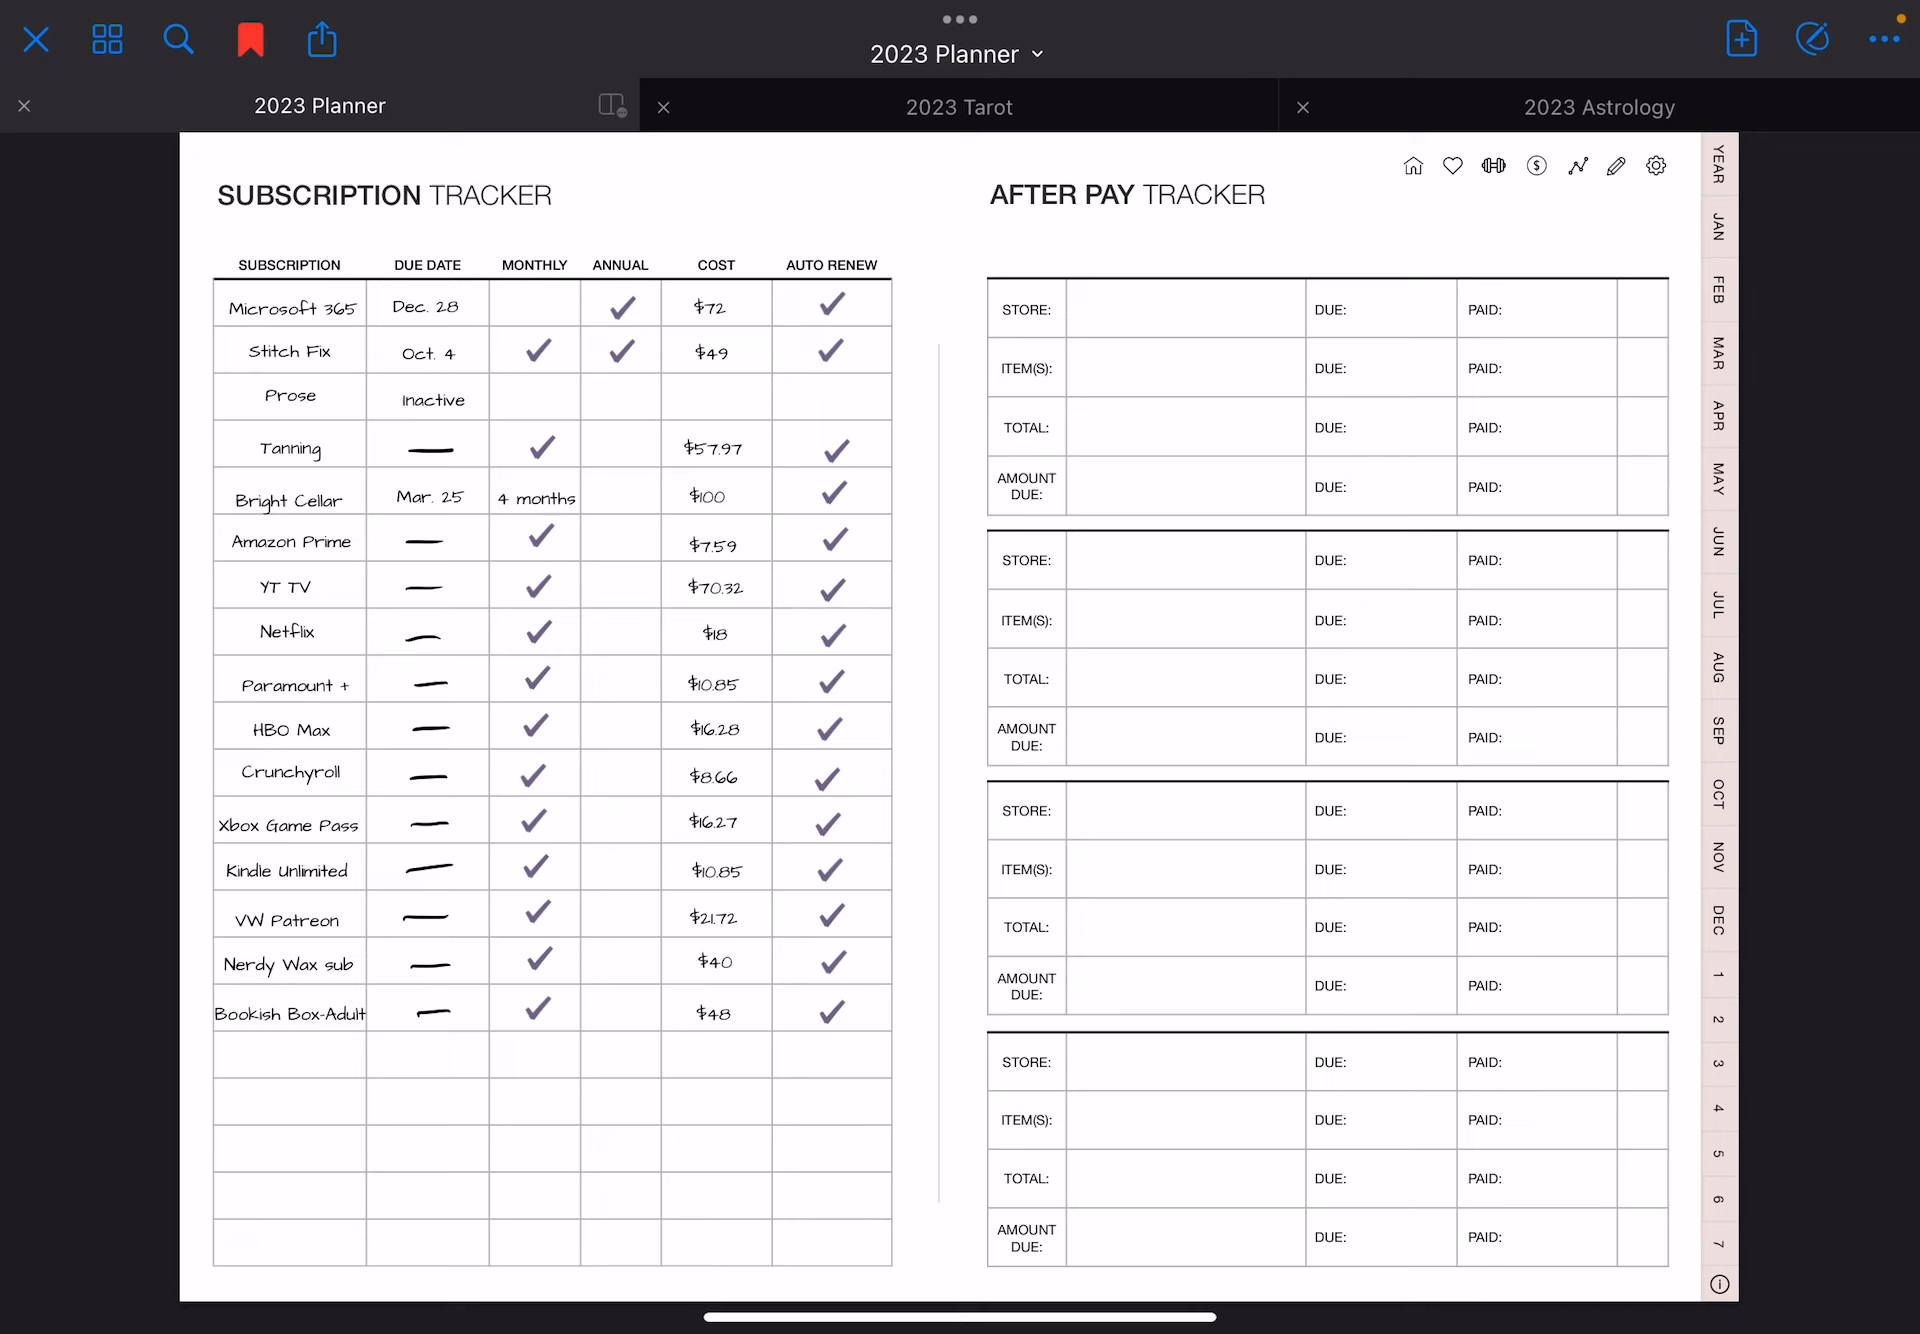 2023 Planner
2023 Planner
2023 Tarot
2023 Astrology
SUBSCRIPTION TRACKER
SUBSCRIPTION DUE DATE MONTHLY ANNUAL COST AUTO RENEW
Microsoft 365 Dec. 28 ✓ $72 ✓
Stitch Fix Oct. 4 ✓ ✓ $49 ✓
Prose Inactive
Tanning — ✓ $57.97 ✓
Bright Cellar Mar. 25 4 months $100 ✓
Amazon Prime — ✓ $7.59 ✓
YT TV — ✓ $70.32 ✓
Netflix — ✓ $18 ✓
Paramount + — ✓ $10.85 ✓
HBO Max — ✓ $16.28 ✓
Crunchyroll — ✓ $8.66 ✓
Xbox Game Pass — ✓ $16.27 ✓
Kindle Unlimited — ✓ $10.85 ✓
VW Patreon — ✓ $21.72 ✓
Nerdy Wax sub — ✓ $40 ✓
Bookish Box-Adult — ✓ $48 ✓
AFTER PAY TRACKER
STORE: DUE: PAID:
ITEM(S): DUE: PAID:
TOTAL: DUE: PAID:
AMOUNT
DUE: DUE: PAID:
STORE: DUE: PAID:
ITEM(S): DUE: PAID:
TOTAL: DUE: PAID:
AMOUNT
DUE: DUE: PAID:
STORE: DUE: PAID:
ITEM(S): DUE: PAID:
TOTAL: DUE: PAID:
AMOUNT
DUE: DUE: PAID:
STORE: DUE: PAID:
ITEM(S): DUE: PAID:
TOTAL: DUE: PAID:
AMOUNT
DUE: DUE: PAID:
YEAR
JAN
FEB
MAR
APR
MAY
JUN
JUL
AUG
SEP
OCT
NOV
DEC
1
2
3
4
5
6
7